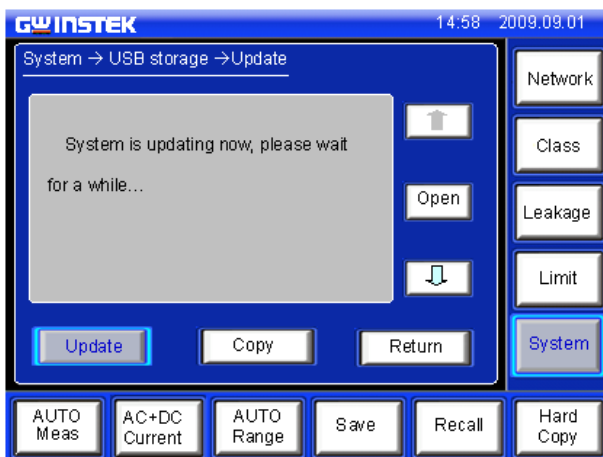 GWINSTEK 14:58 2009.09.01
System → USB storage →Update
System is updating now, please wait
for a while...
Open
Update
Copy
Return
Network
Class
Leakage
Limit
System
AUTO
Meas
AC+DC
Current
AUTO
Range
Save
Recall
Hard
Copy